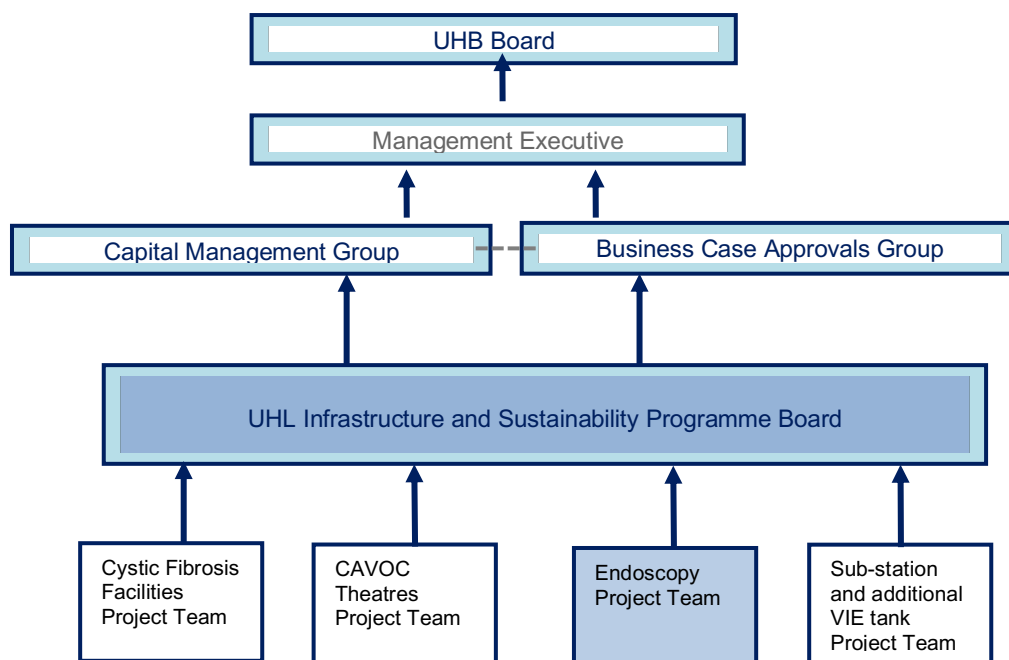 UHB Board
Management Executive
Capital Management Group
Business Case Approvals Group
UHL Infrastructure and Sustainability Programme Board
Cystic Fibrosis
Facilities
Project Team
CAVOC
Theatres
Project Team
Endoscopy
Project Team
Sub-station
and additional
VIE tank
Project Team